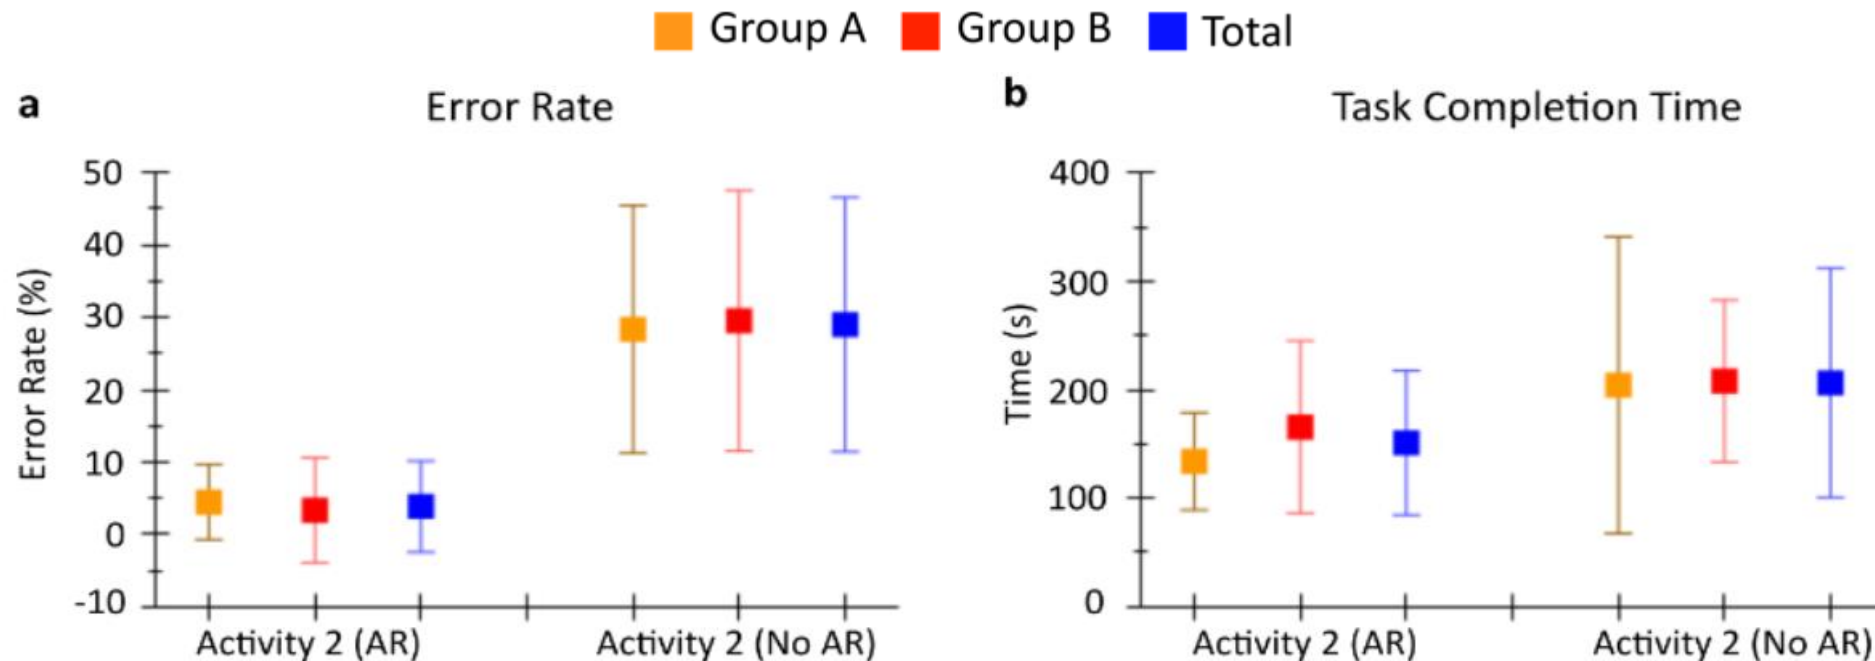 Group A Group B Total
a Error Rate
50
40
30
20
10
0
-10
Error Rate (%)
Activity 2 (AR) Activity 2 (No AR)
b Task Completion Time
400
300
200
100
0
Time (s)
Activity 2 (AR) Activity 2 (No AR)